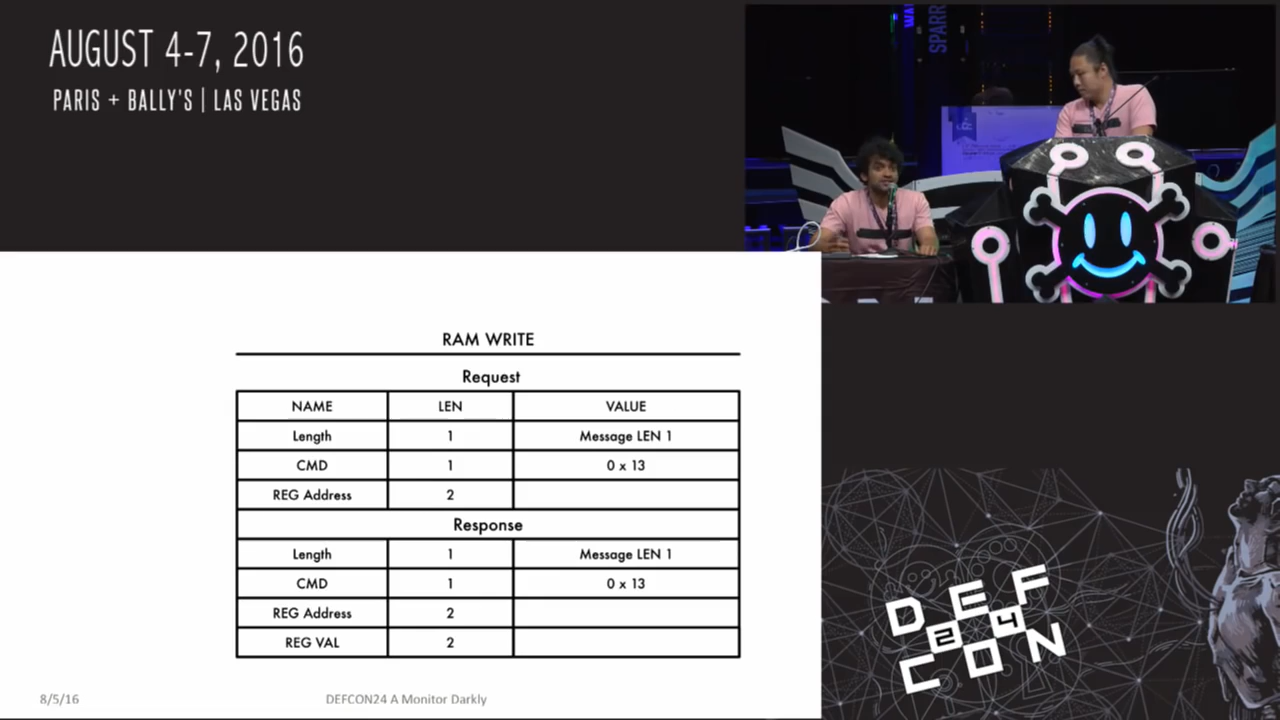 AUGUST 4-7, 2016
PARIS + BALLY'S | LAS VEGAS
SPARR
RAM WRITE
Request
NAME LEN VALUE
Length 1 Message LEN 1
CMD 1 0 x 13
REG Address 2
Response
Length 1 Message LEN 1
CMD 1 0 x 13
REG Address 2
REG VAL 2
8/5/16 DEFCON24 A Monitor Darkly
DEF
24
CON